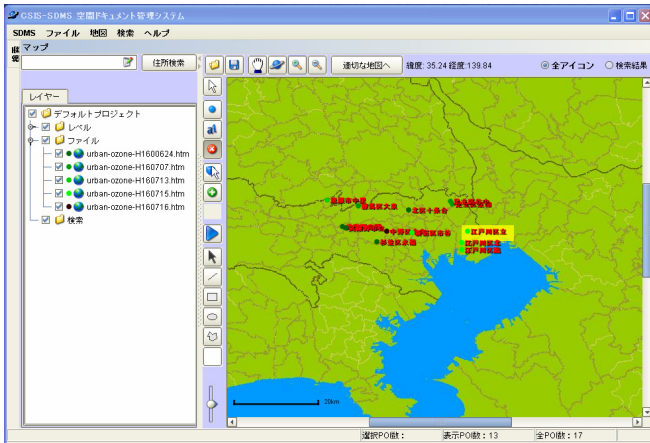 CSIS-SDMS 空間ドキュメント管理システム
SDMS ファイル 地図 検索 ヘルプ
マップ
住所検索
適切な地図へ 緯度: 35.24 経度:139.84 全アイコン 検索結果
レイヤー
デフォルトプロジェクト
レベル
ファイル
urban-ozone-H1600624.htm
urban-ozone-H160707.htm
urban-ozone-H160713.htm
urban-ozone-H160715.htm
urban-ozone-H160716.htm
検索
aI
練馬区大泉
北区十条台
中野区
江戸川区
杉並区永福
江戸川区北
20km
選択POI数: 表示POI数:13 全POI数:17